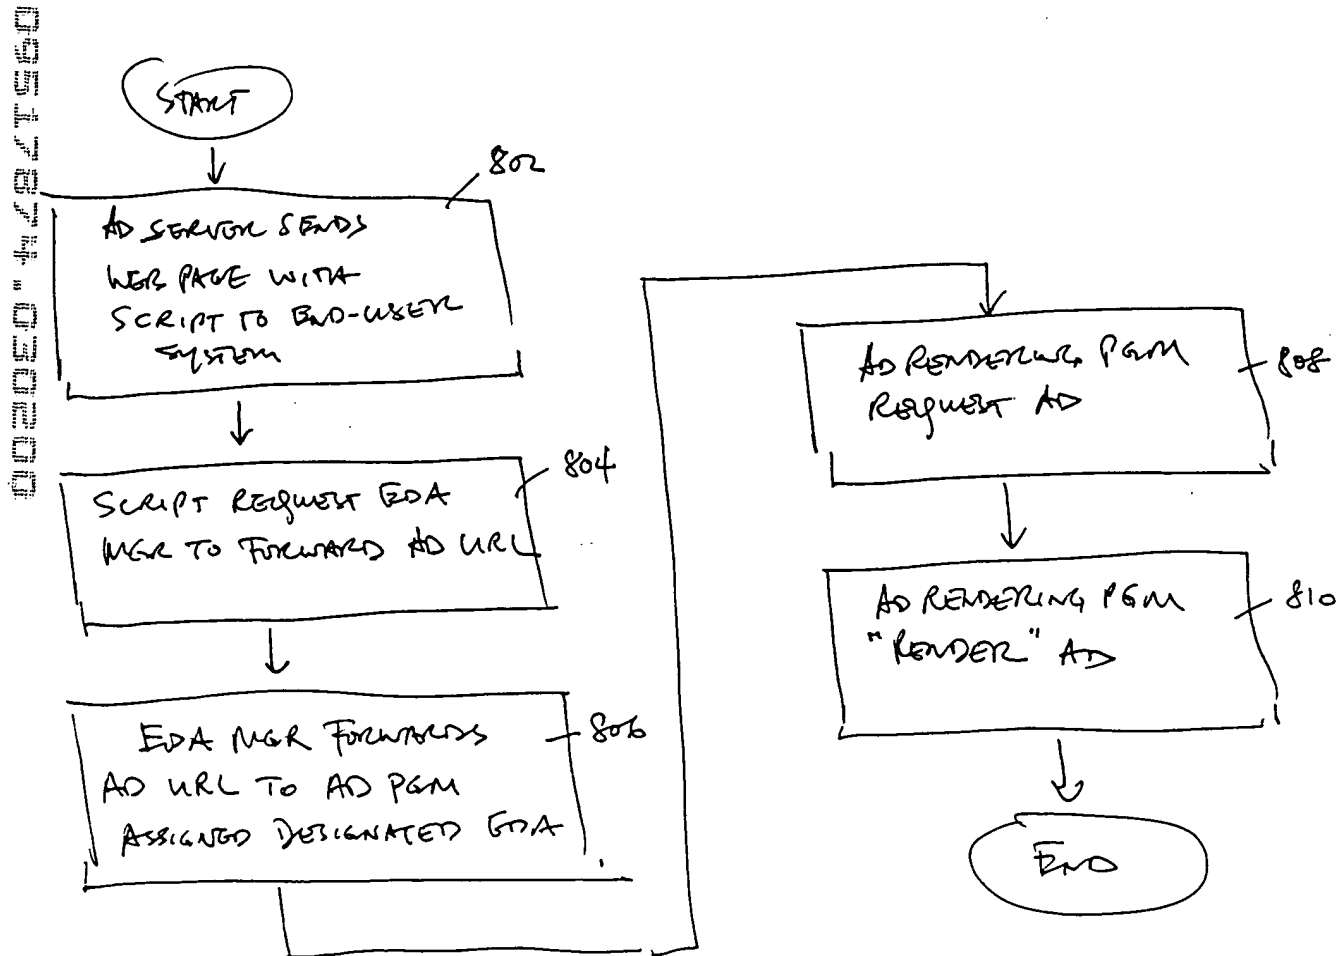 09517874.030200
START
802
AD SERVER SENDS
WEB PAGE WITH
SCRIPT TO END-USER
SYSTEM
804
SCRIPT REQUEST EDA
MGR TO FORWARD AD URL
806
EDA MGR FORWARDS
AD URL TO AD PGM
ASSIGNED DESIGNATED EDA
808
AD RENDERING PGM
REQUEST AD
810
AD RENDERING PGM
"RENDER" AD
END